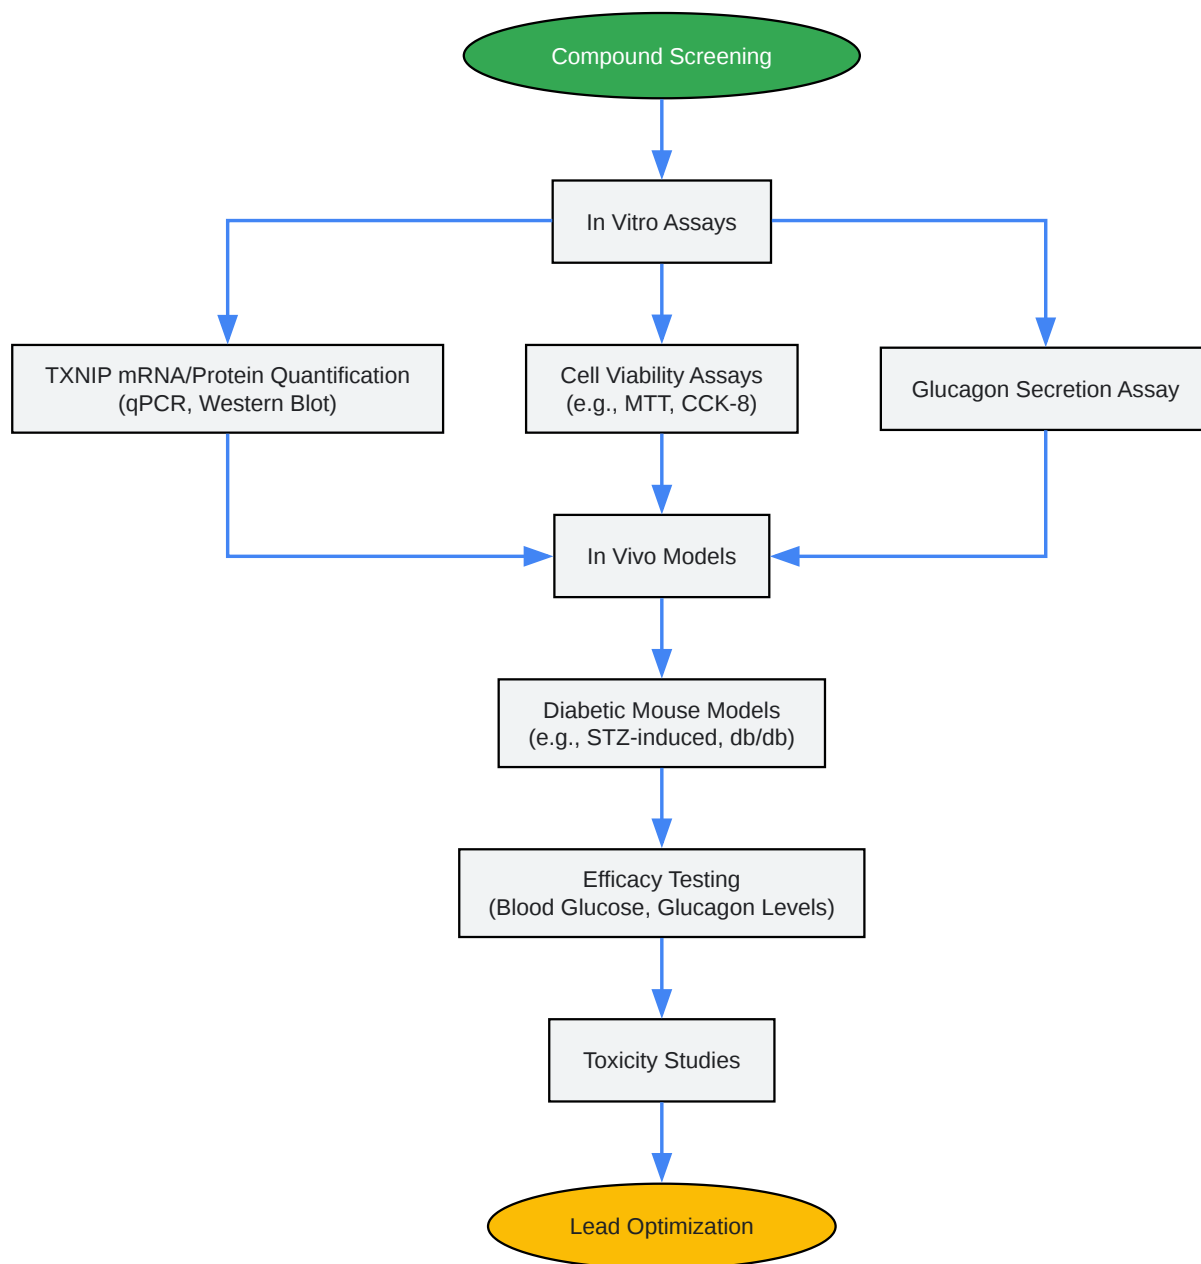 Compound Screening
In Vitro Assays
TXNIP mRNA/Protein Quantification
(qPCR, Western Blot)
Cell Viability Assays
(e.g., MTT, CCK-8)
Glucagon Secretion Assay
In Vivo Models
Diabetic Mouse Models
(e.g., STZ-induced, db/db)
Efficacy Testing
(Blood Glucose, Glucagon Levels)
Toxicity Studies
Lead Optimization